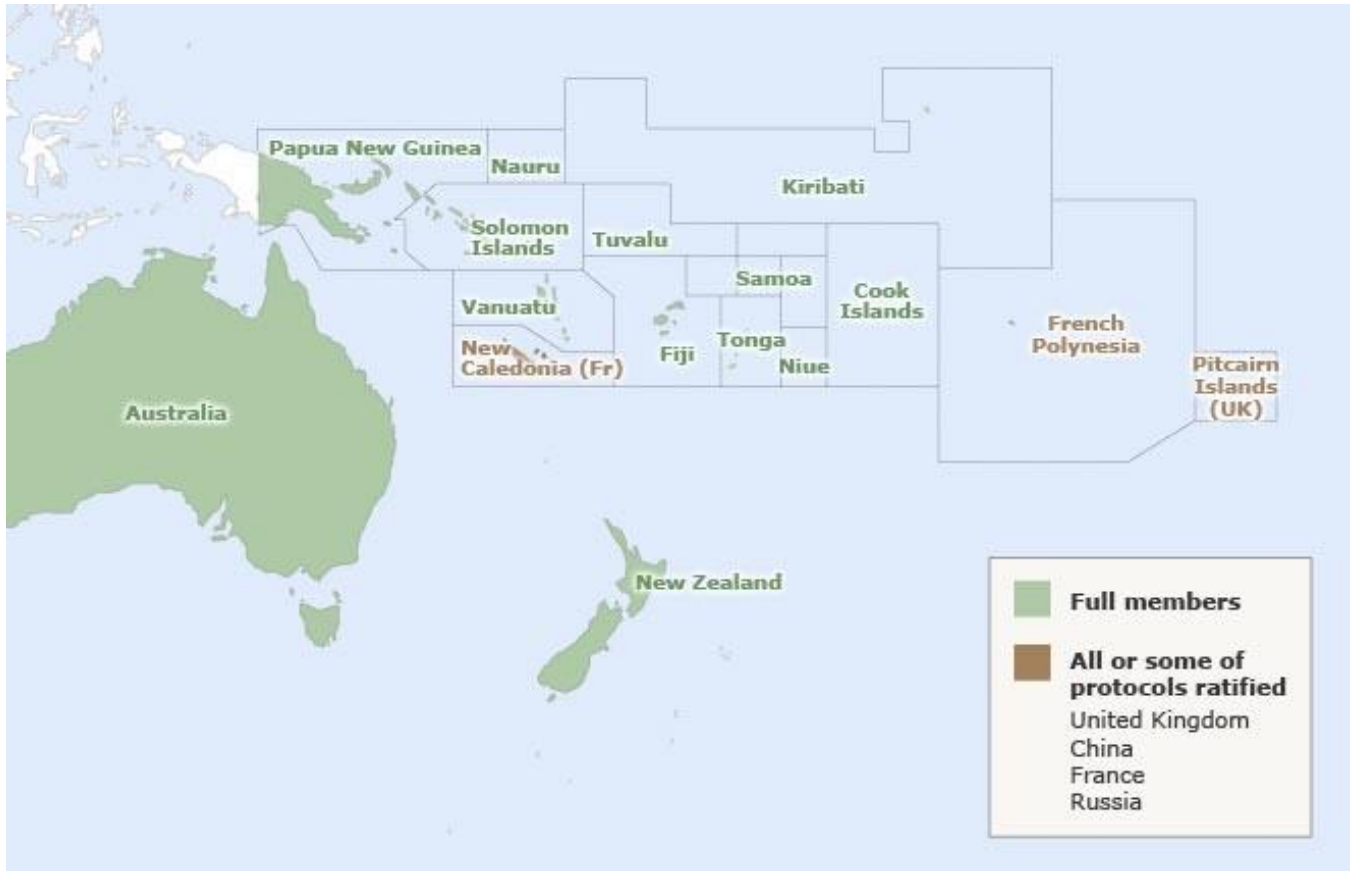 Papua New Guinea
Nauru
Kiribati
Solomon
Islands
Tuvalu
Samoa
Cook
Islands
Vanuatu
French
Polynesia
New
Caledonia (Fr)
Fiji
Tonga
Niue
Pitcairn
Islands
(UK)
Australia
New Zealand
Full members
All or some of
protocols ratified
United Kingdom
China
France
Russia